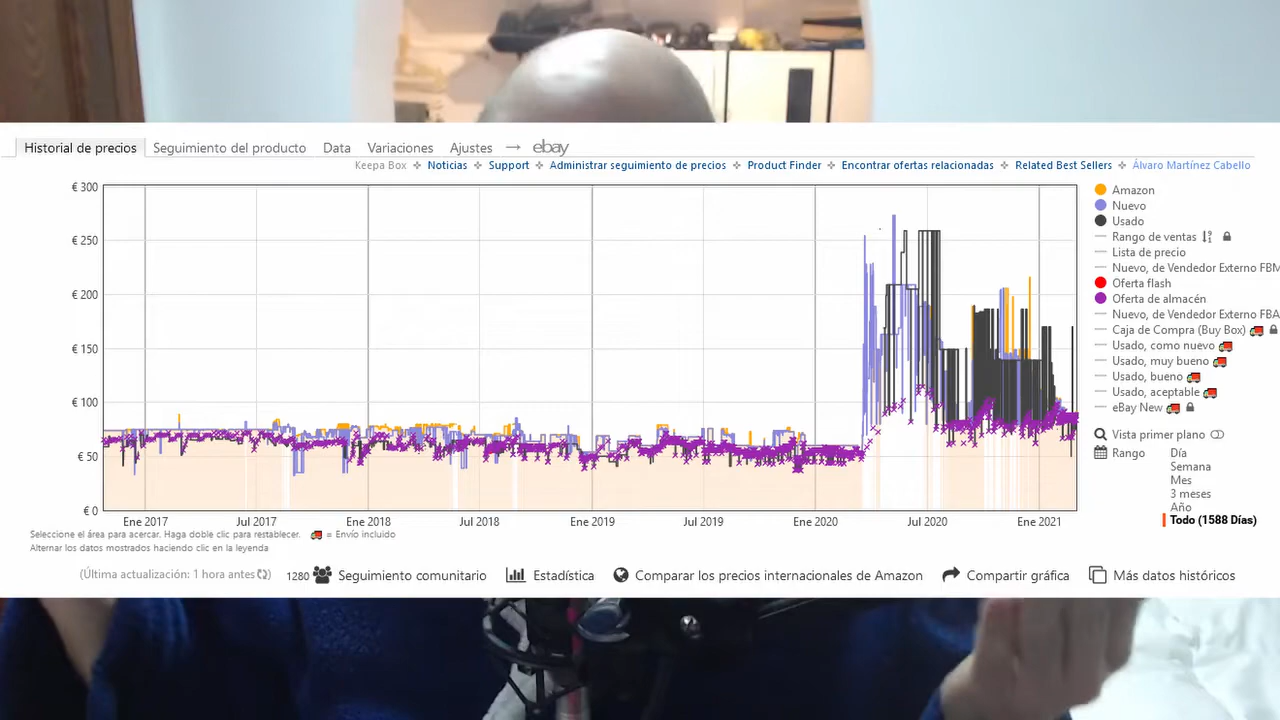 Historial de precios Seguimiento del producto Data Variaciones Ajustes → ebay
Keepa Box Noticias Support Administrar seguimiento de precios Product Finder Encontrar ofertas relacionadas Related Best Sellers Álvaro Martínez Cabello
€ 300
€ 250
€ 200
€ 150
€ 100
€ 50
€ 0
Ene 2017 Jul 2017 Ene 2018 Jul 2018 Ene 2019 Jul 2019 Ene 2020 Jul 2020 Ene 2021
Amazon
Nuevo
Usado
Rango de ventas
Lista de precio
Nuevo, de Vendedor Externo FBM
Oferta flash
Oferta de almacén
Nuevo, de Vendedor Externo FBA
Caja de Compra (Buy Box)
Usado, como nuevo
Usado, muy bueno
Usado, bueno
Usado, aceptable
eBay New
Vista primer plano
Rango
Día
Semana
Mes
3 meses
Año
Todo (1588 Días)
Seleccione el área para acercar. Haga doble clic para restablecer. = Envío incluido
Alternar los datos mostrados haciendo clic en la leyenda
(Última actualización: 1 hora antes) 1280 Seguimiento comunitario Estadística Comparar los precios internacionales de Amazon Compartir gráfica Más datos históricos